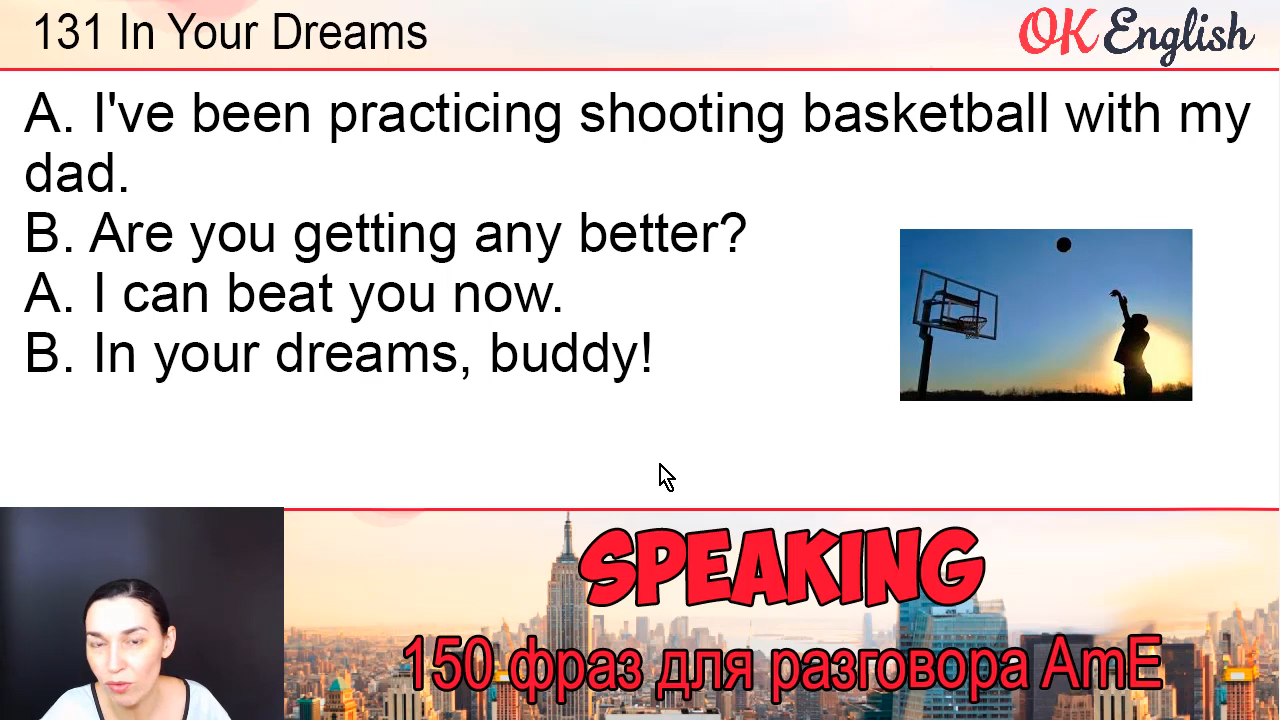 131 In Your Dreams
OK English
A. I've been practicing shooting basketball with my
dad.
B. Are you getting any better?
A. I can beat you now.
B. In your dreams, buddy!
SPEAKING
150 фраз для разговора AmE